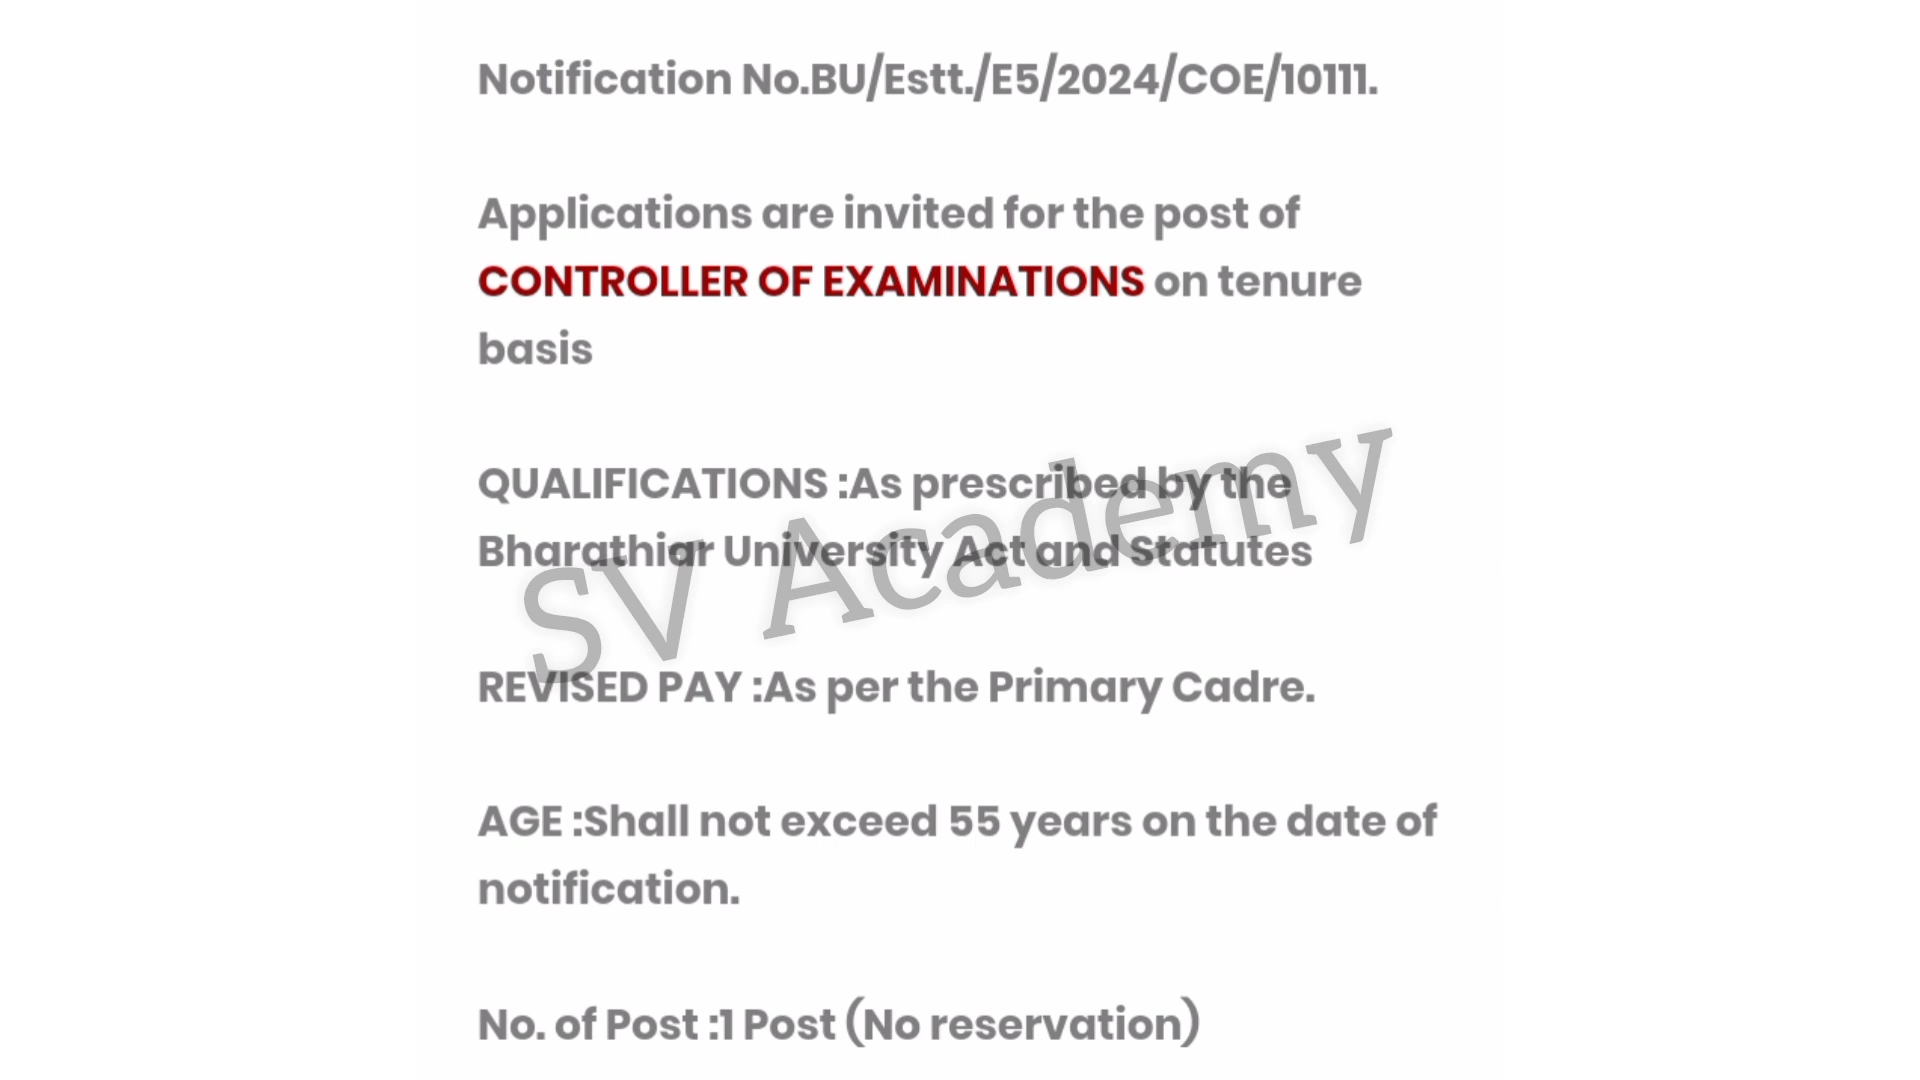 Notification No.BU/Estt./E5/2024/COE/10111.
Applications are invited for the post of
CONTROLLER OF EXAMINATIONS on tenure
basis
QUALIFICATIONS :As prescribed by the
Bharathiar University Act and Statutes
SV Academy
REVISED PAY :As per the Primary Cadre.
AGE :Shall not exceed 55 years on the date of
notification.
No. of Post :1 Post (No reservation)